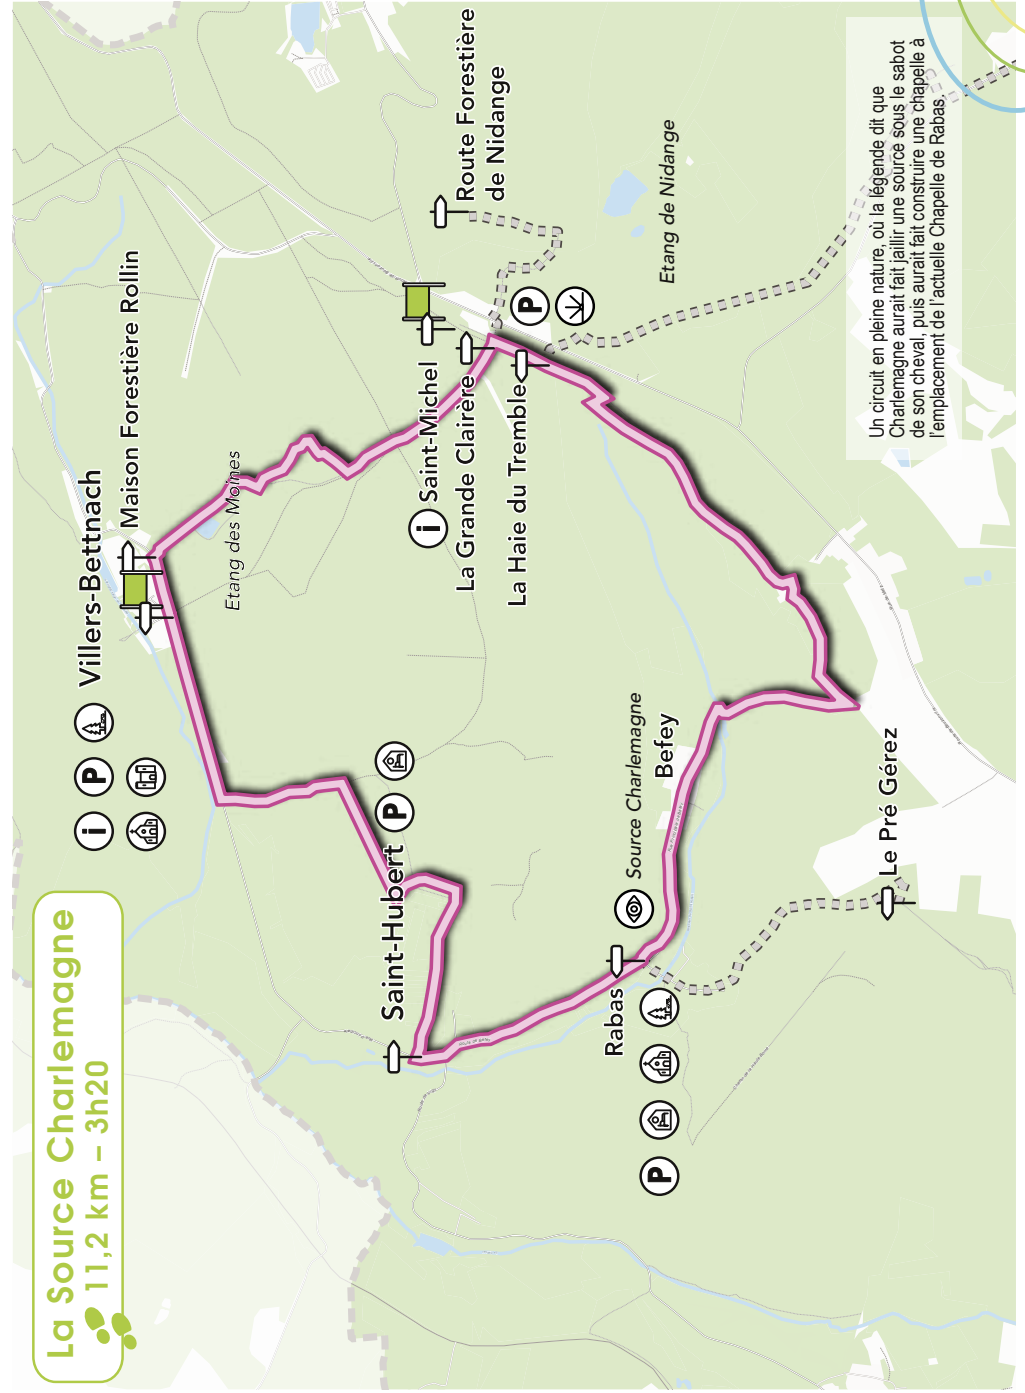 La Source Charlemagne
11,2 km – 3h20
Villers-Bettnach
Maison Forestière Rollin
Etang des Moines
Route Forestière
de Nidange
Saint-Michel
La Grande Clairère
La Haie du Tremble
Etang de Nidange
Saint-Hubert
Source Charlemagne
Befey
Rabas
Le Pré Gérez
i
P
i
P
P
P
Un circuit en pleine nature, où la légende dit que
Charlemagne aurait fait jaillir une source sous le sabot
de son cheval, puis aurait fait construire une chapelle à
l'emplacement de l'actuelle Chapelle de Rabas.